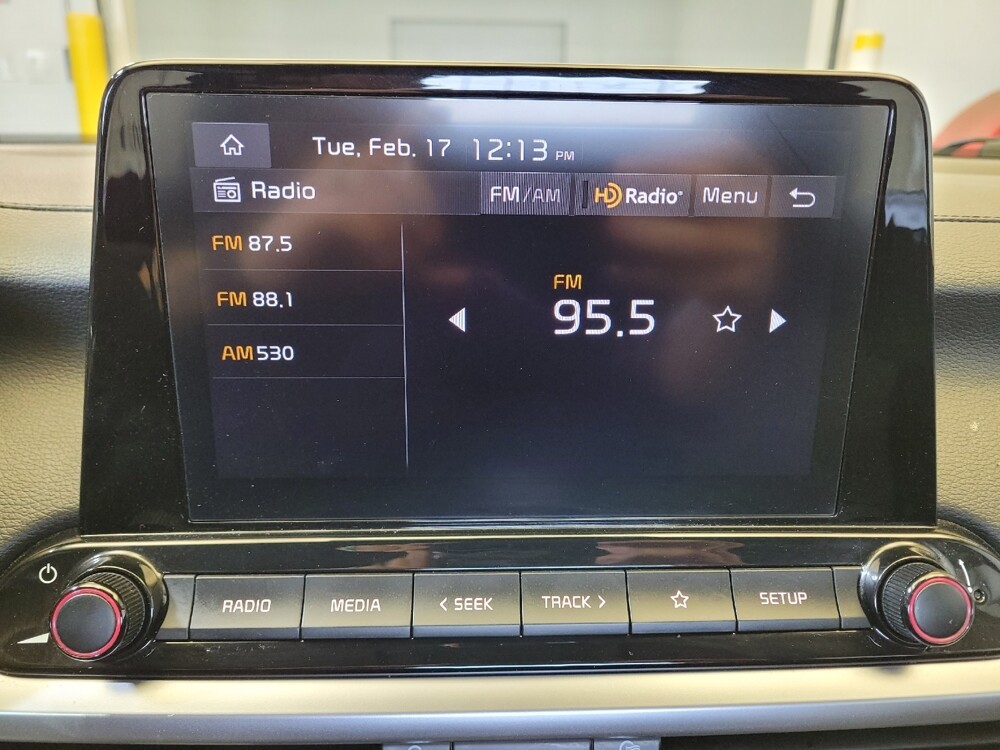 Tue, Feb. 17 12:13 PM
Radio FM/AM HD Radio Menu
FM 87.5
FM 88.1
AM 530
FM
95.5
RADIO MEDIA < SEEK TRACK > SETUP